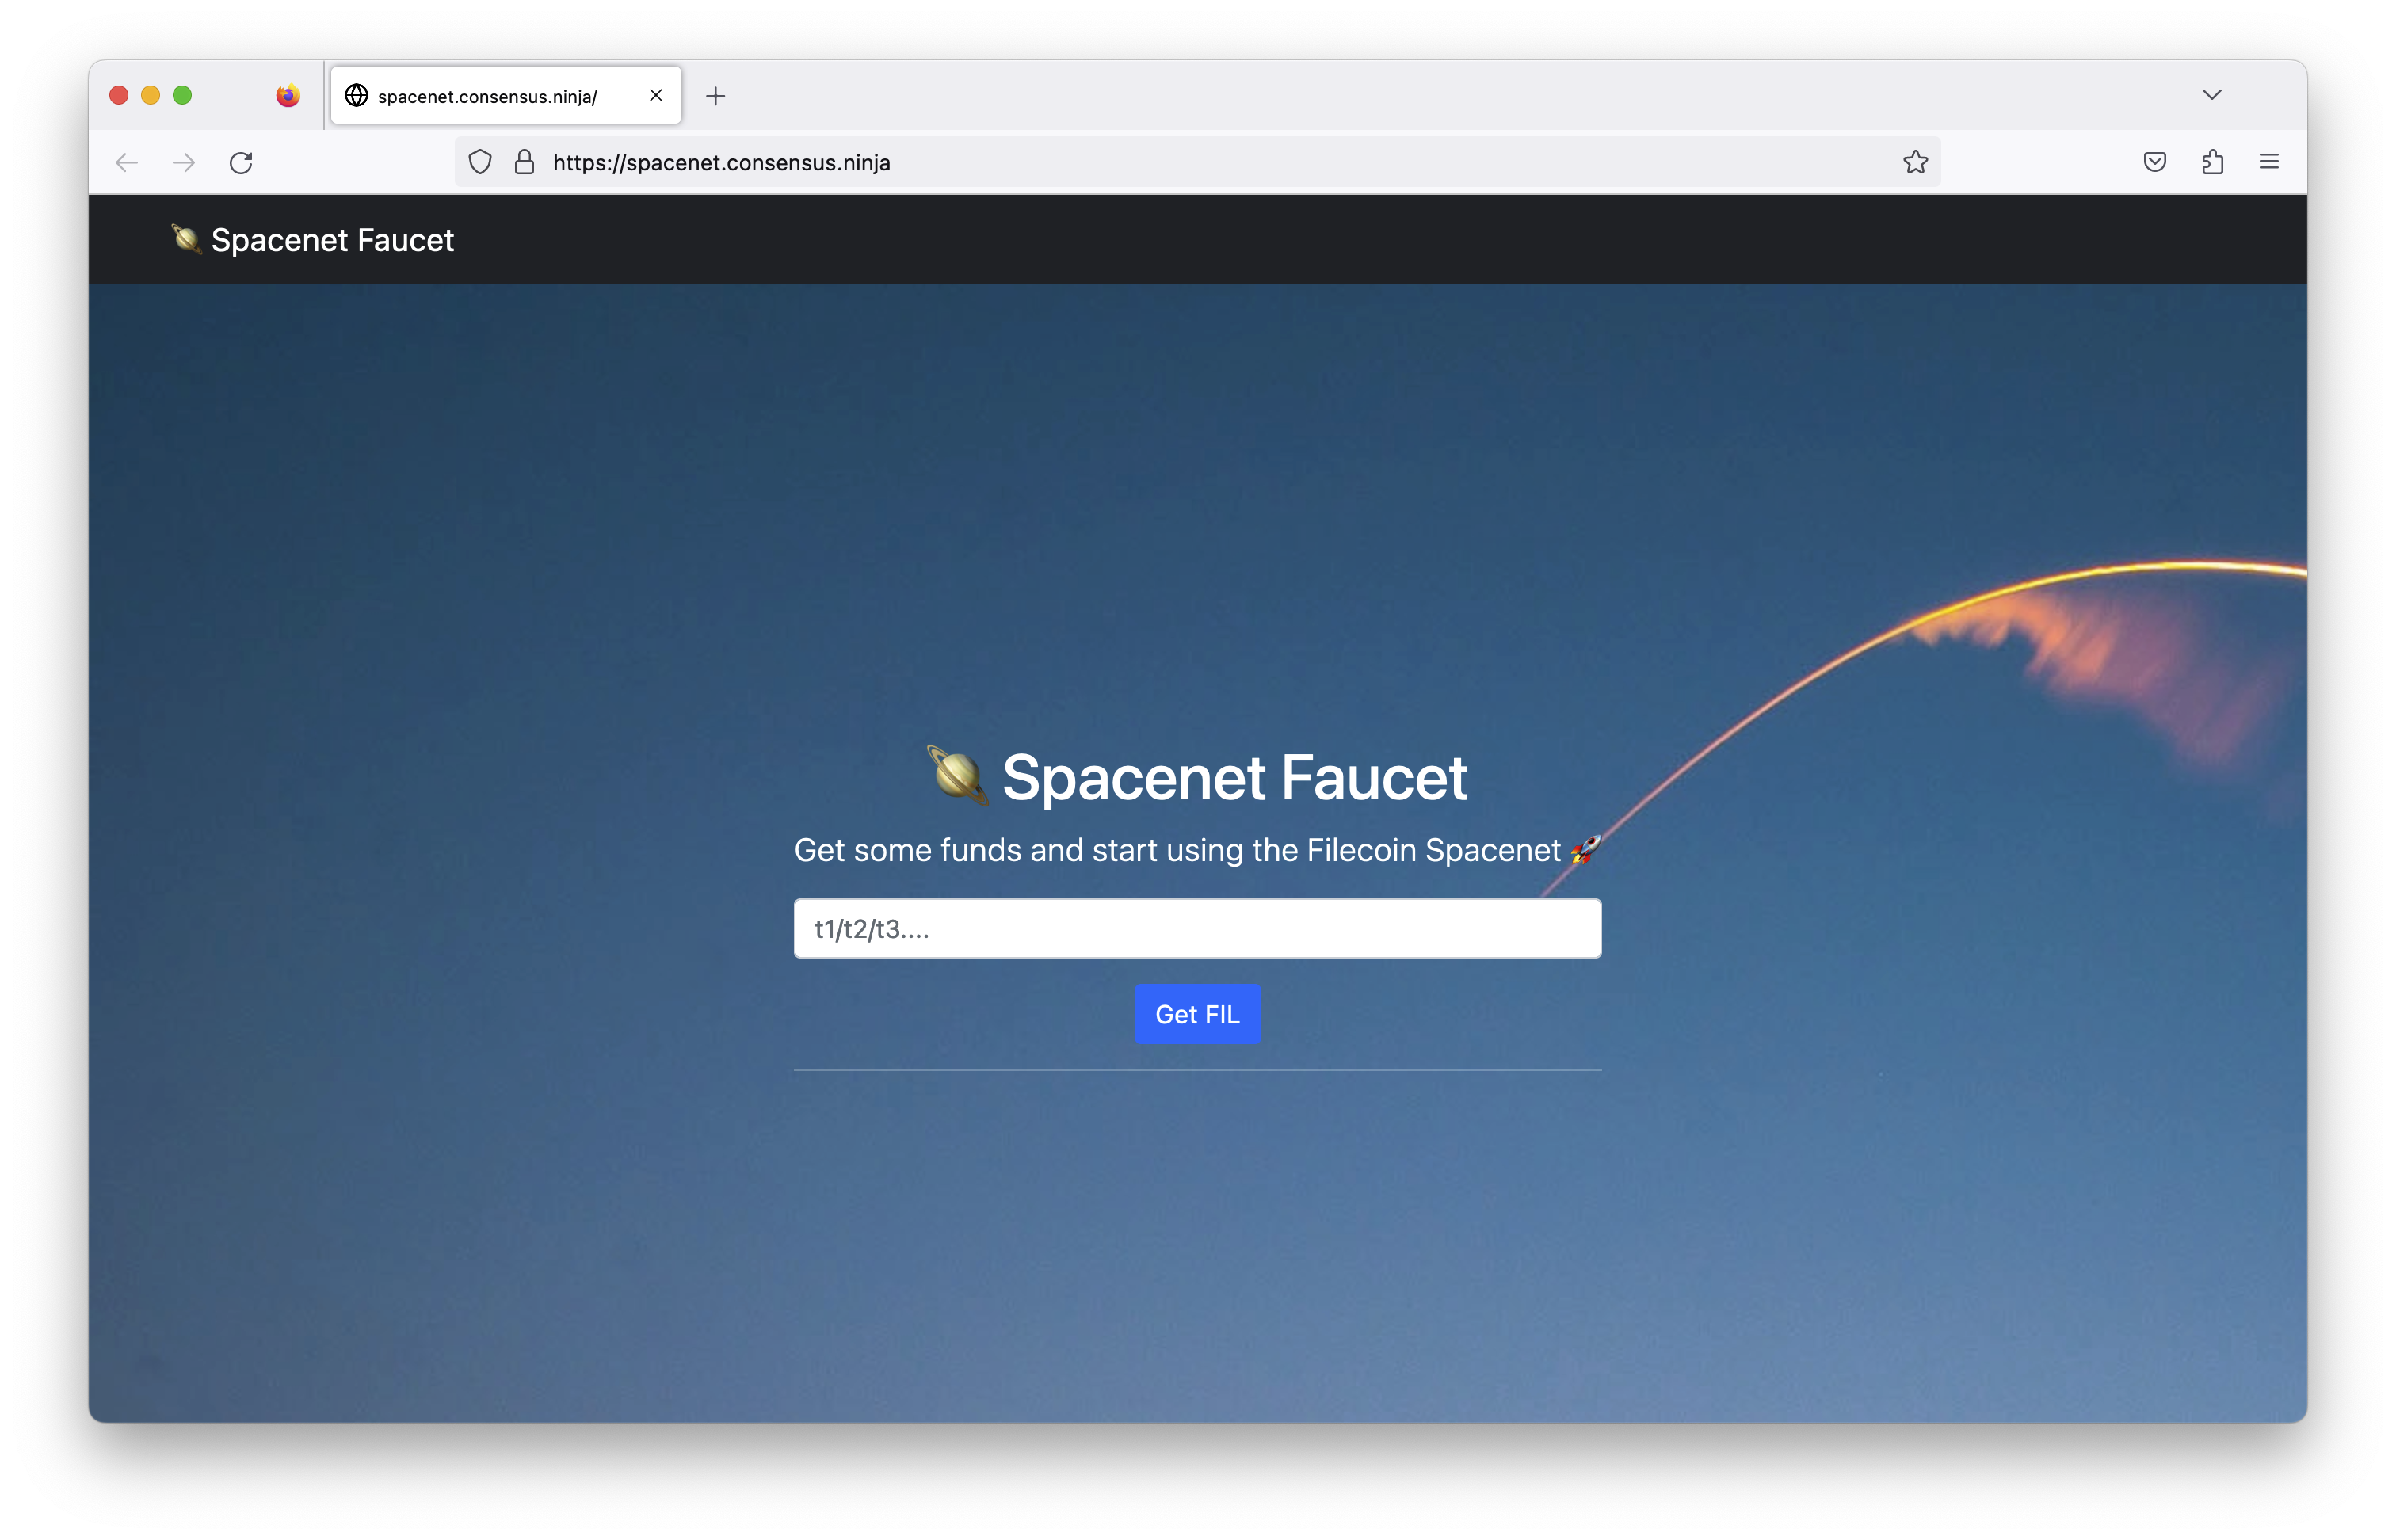 spacenet.consensus.ninja/
https://spacenet.consensus.ninja
🪐 Spacenet Faucet
🪐 Spacenet Faucet
Get some funds and start using the Filecoin Spacenet 🚀
t1/t2/t3....
Get FIL